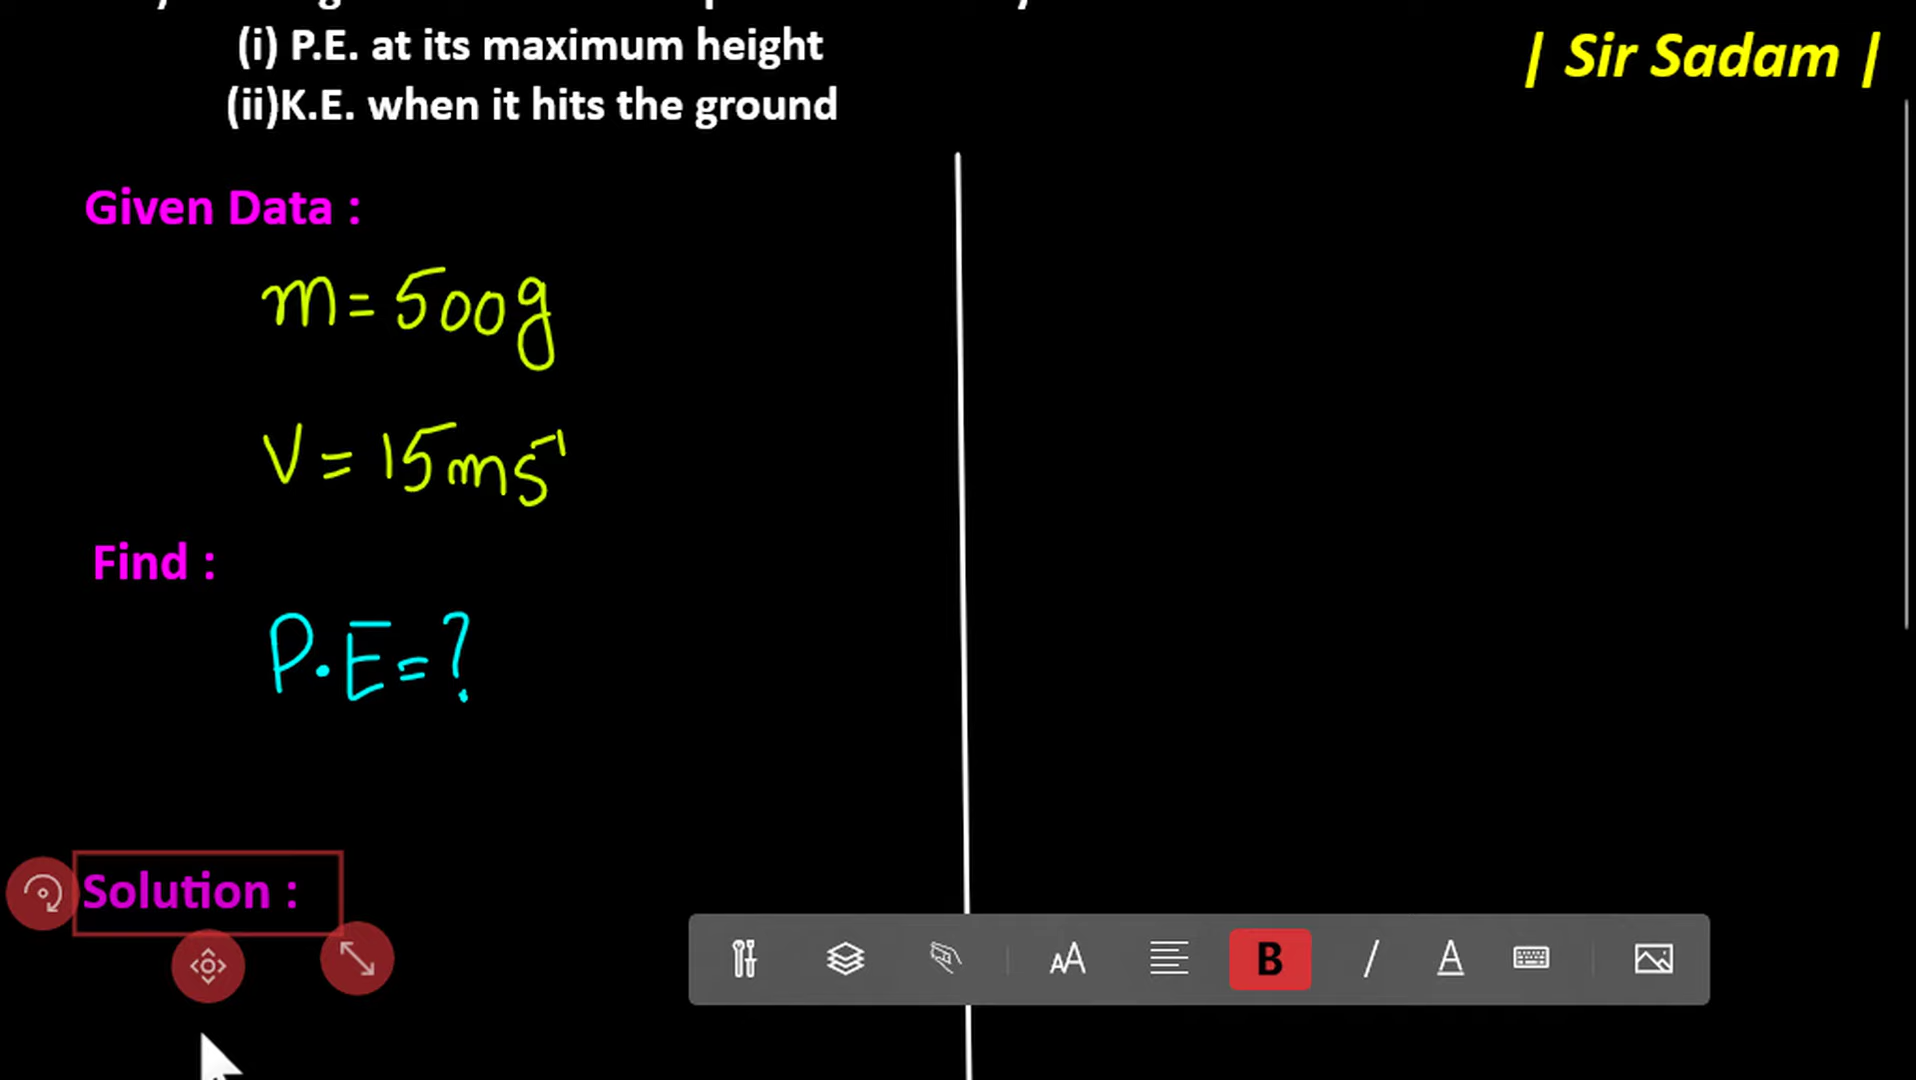 (i) P.E. at its maximum height
| Sir Sadam |
(ii)K.E. when it hits the ground
Given Data :
m = 500g
V = 15ms⁻¹
Find :
P.E = ?
Solution :
AA
B
/
A